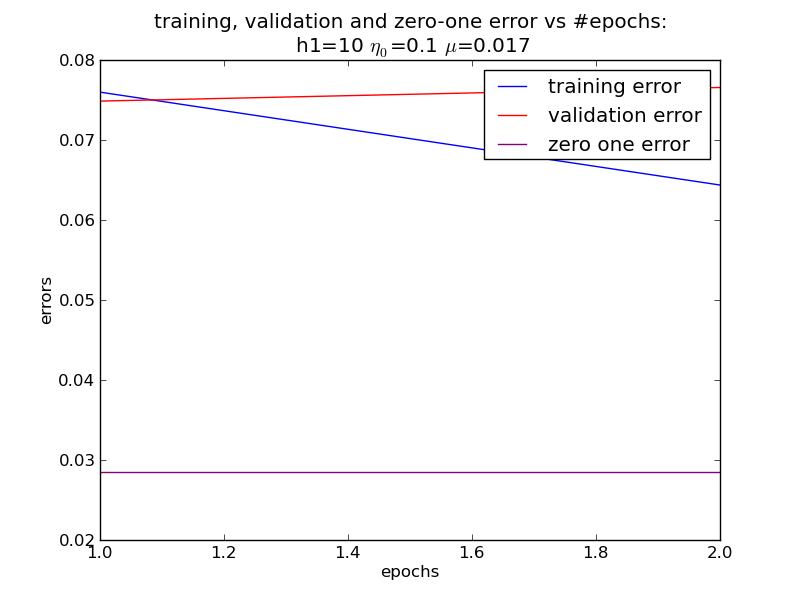 training, validation and zero-one error vs #epochs:
h1=10 η₀=0.1 μ=0.017
0.08
0.07
0.06
0.05
0.04
0.03
0.02
errors
training error
validation error
zero one error
1.0 1.2 1.4 1.6 1.8 2.0
epochs